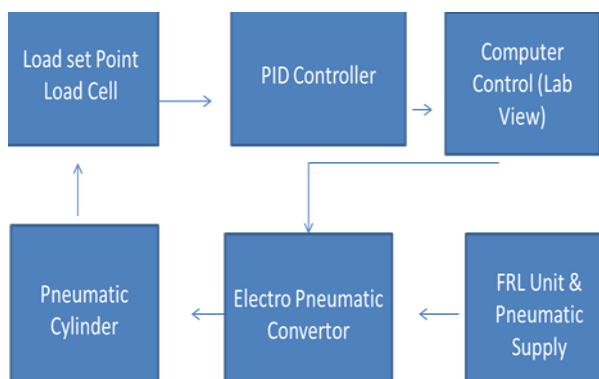 Load set Point
Load Cell
PID Controller
Computer
Control (Lab
View)
Pneumatic
Cylinder
Electro Pneumatic
Convertor
FRL Unit &
Pneumatic
Supply